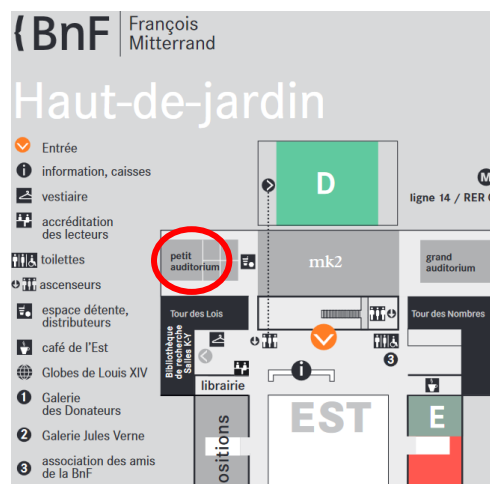 {BnF
François
Mitterrand
Haut-de-jardin
Entrée
i
information, caisses
vestiaire
accréditation
des lecteurs
toilettes
ascenseurs
espace détente,
distributeurs
café de l'Est
Globes de Louis XIV
1
Galerie
des Donateurs
2
Galerie Jules Verne
3
association des amis
de la BnF
D
M
ligne 14 / RER
petit
auditorium
mk2
grand
auditorium
Tour des Lois
Tour des Nombres
Bibliothèque
de recherche
Salles K-Y
3
i
librairie
EST
E
ositions